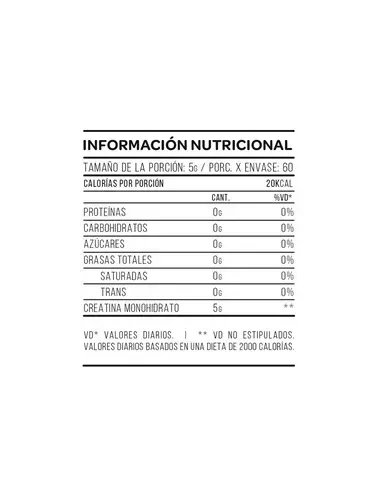 INFORMACIÓN NUTRICIONAL
TAMAÑO DE LA PORCIÓN: 5G / PORC. X ENVASE: 60
CALORÍAS POR PORCIÓN 20KCAL
CANT. %VD*
PROTEÍNAS 0G 0%
CARBOHIDRATOS 0G 0%
AZÚCARES 0G 0%
GRASAS TOTALES 0G 0%
SATURADAS 0G 0%
TRANS 0G 0%
CREATINA MONOHIDRATO 5G **
VD* VALORES DIARIOS. | ** VD NO ESTIPULADOS.
VALORES DIARIOS BASADOS EN UNA DIETA DE 2000 CALORÍAS.